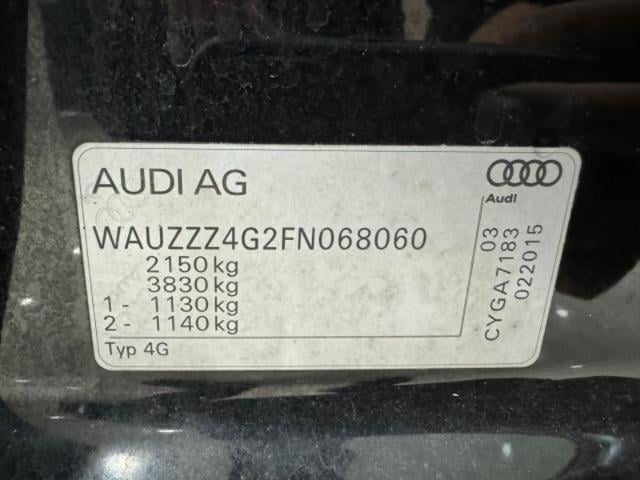 AUDI AG
WAUZZZ4G2FN068060
2150 kg
3830 kg
1 - 1130 kg
2 - 1140 kg
Typ 4G
Audi
CYGA7183 03
022015